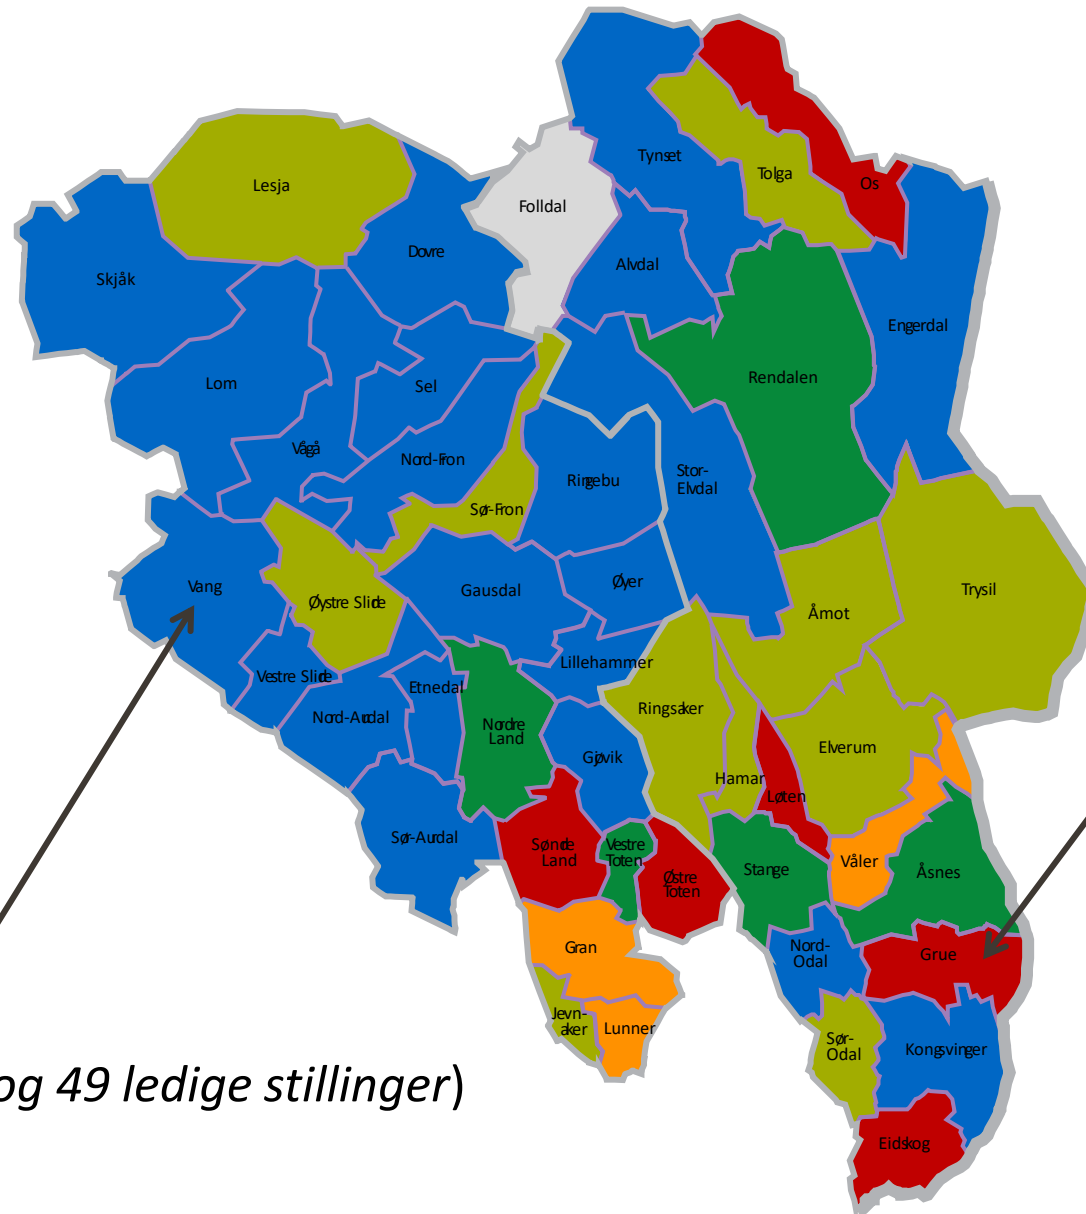 Tynset
Tolga
Os
Lesja
Folldal
Dovre
Alvdal
Skjåk
Engerdal
Rendalen
Lom
Sel
Vågå
Nord-Fron
Ringebu
Stor-
Elvdal
Sør-Fron
Vang
Øystre Slidre
Gausdal
Øyer
Åmot
Trysil
Vestre Slidre
Lillehammer
Etnedal
Nord-Aurdal
Nordre
Land
Ringsaker
Gjøvik
Elverum
Hamar
Løten
Sør-Aurdal
Søndre
Land
Vestre
Toten
Østre
Toten
Stange
Våler
Åsnes
Gran
Nord-
Odal
Grue
Jevn-
aker
Lunner
Sør-
Odal
Kongsvinger
og 49 ledige stillinger)
Eidskog